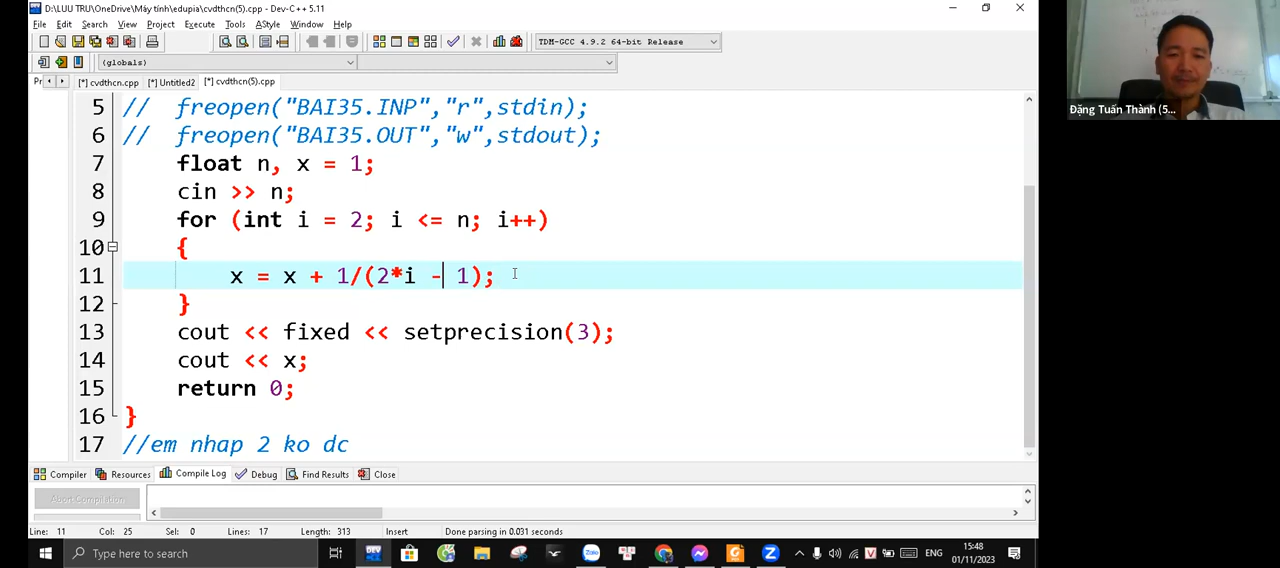 D:\LUU TRU\OneDrive\Máy tính\edupia\cvdthcn(5).cpp - Dev-C++ 5.11
File Edit Search View Project Execute Tools AStyle Window Help
TDM-GCC 4.9.2 64-bit Release
(globals)
Pr [*] cvdthcn.cpp [*] Untitled2 [*] cvdthcn(5).cpp
Đặng Tuấn Thành (5...
5 // freopen("BAI35.INP","r",stdin);
6 // freopen("BAI35.OUT","w",stdout);
7 float n, x = 1;
8 cin >> n;
9 for (int i = 2; i <= n; i++)
10 {
11 x = x + 1/(2*i - 1);
12 }
13 cout << fixed << setprecision(3);
14 cout << x;
15 return 0;
16 }
17 //em nhap 2 ko dc
Compiler Resources Compile Log Debug Find Results Close
Abort Compilation
Line: 11 Col: 25 Sel: 0 Lines: 17 Length: 313 Insert Done parsing in 0.031 seconds
Type here to search
DEV
Zalo
Z
V
ENG
15:48
01/11/2023